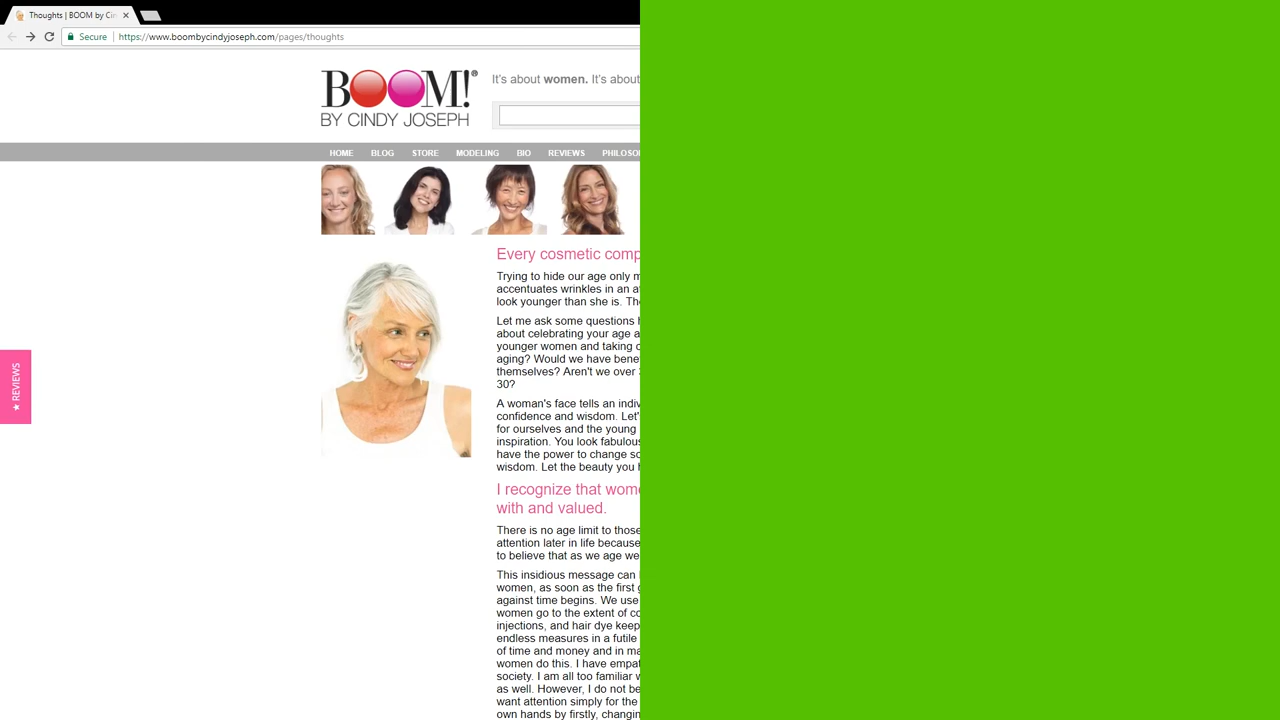 Thoughts | BOOM by Cin
Secure https://www.boombycindyjoseph.com/pages/thoughts
BOOM!® It's about women. It's about
BY CINDY JOSEPH
HOME BLOG STORE MODELING BIO REVIEWS PHILOSO
Every cosmetic comp
Trying to hide our age only m
accentuates wrinkles in an a
look younger than she is. Th
Let me ask some questions
about celebrating your age a
younger women and taking
aging? Would we have bene
themselves? Aren't we over
30?
★ REVIEWS
A woman's face tells an indiv
confidence and wisdom. Let'
for ourselves and the young
inspiration. You look fabulous
have the power to change so
wisdom. Let the beauty you
I recognize that wome
with and valued.
There is no age limit to those
attention later in life because
to believe that as we age we
This insidious message can
women, as soon as the first
against time begins. We use
women go to the extent of co
injections, and hair dye keep
endless measures in a futile
of time and money and in ma
women do this. I have empat
society. I am all too familiar
as well. However, I do not be
want attention simply for the
own hands by firstly, changin